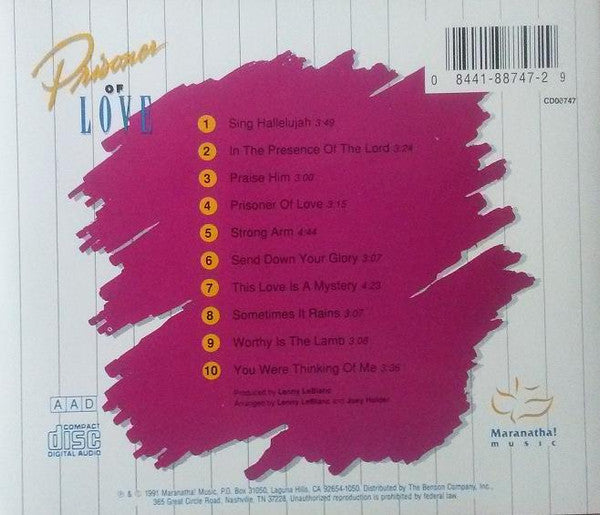 Prisoner
OF
LOVE
0 8441-88747-2 9
CD08747
1 Sing Hallelujah 3:49
2 In The Presence Of The Lord 3:24
3 Praise Him 3:00
4 Prisoner Of Love 3:15
5 Strong Arm 4:44
6 Send Down Your Glory 3:07
7 This Love Is A Mystery 4:23
8 Sometimes It Rains 3:07
9 Worthy Is The Lamb 3:08
10 You Were Thinking Of Me 3:36
Produced by Lenny LeBlanc
Arranged by Lenny LeBlanc and Joey Holder
AAD
COMPACT
disc
DIGITAL AUDIO
Maranatha!
music
℗ & © 1991 Maranatha! Music, P.O. Box 31050, Laguna Hills, CA 92654-1050. Distributed by The Benson Company, Inc.,
365 Great Circle Road, Nashville, TN 37228. Unauthorized reproduction is prohibited by federal law.